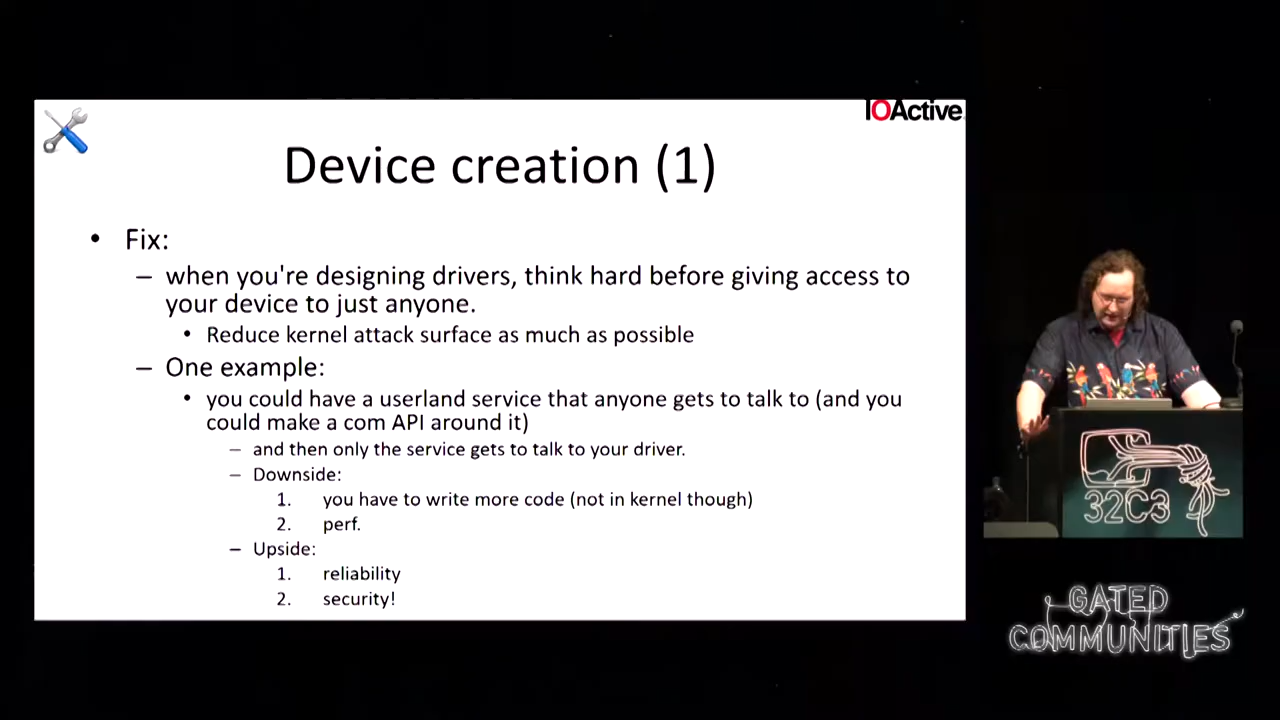 IOActive
Device creation (1)
• Fix:
– when you're designing drivers, think hard before giving access to
your device to just anyone.
• Reduce kernel attack surface as much as possible
– One example:
• you could have a userland service that anyone gets to talk to (and you
could make a com API around it)
– and then only the service gets to talk to your driver.
– Downside:
1. you have to write more code (not in kernel though)
2. perf.
– Upside:
1. reliability
2. security!
32C3
GATED
COMMUNITIES